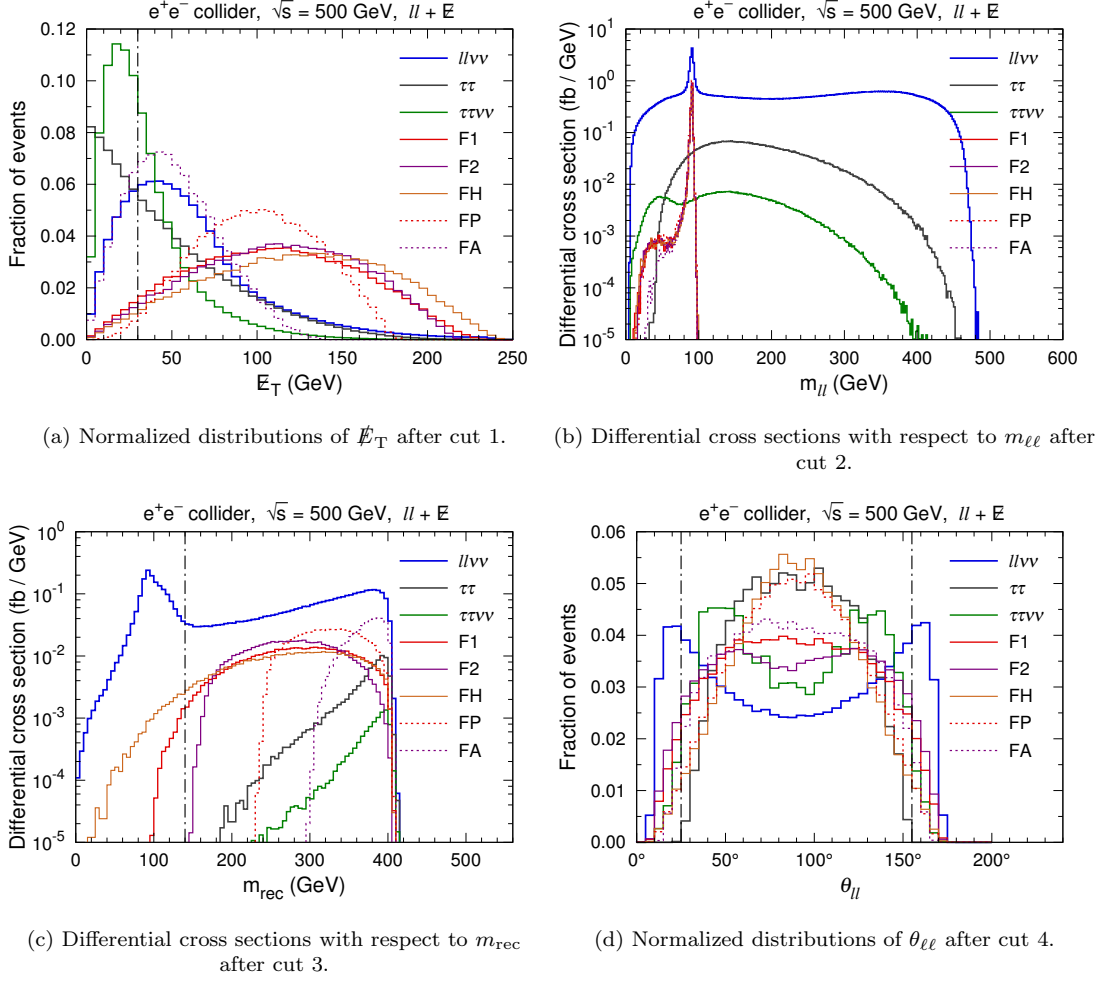 e⁺e⁻ collider, √s = 500 GeV, ll + E̸
Fraction of events
0.12
0.10
0.08
0.06
0.04
0.02
0.00
0 50 100 150 200 250
E̸T (GeV)
llνν
ττ
ττνν
F1
F2
FH
FP
FA
(a) Normalized distributions of E̸T after cut 1.
e⁺e⁻ collider, √s = 500 GeV, ll + E̸
Differential cross section (fb / GeV)
10¹
10⁰
10⁻¹
10⁻²
10⁻³
10⁻⁴
10⁻⁵
0 100 200 300 400 500 600
mll (GeV)
llνν
ττ
ττνν
F1
F2
FH
FP
FA
(b) Differential cross sections with respect to mℓℓ after
cut 2.
e⁺e⁻ collider, √s = 500 GeV, ll + E̸
Differential cross section (fb / GeV)
10⁰
10⁻¹
10⁻²
10⁻³
10⁻⁴
10⁻⁵
0 100 200 300 400 500
mrec (GeV)
llνν
ττ
ττνν
F1
F2
FH
FP
FA
(c) Differential cross sections with respect to mrec
after cut 3.
e⁺e⁻ collider, √s = 500 GeV, ll + E̸
Fraction of events
0.06
0.05
0.04
0.03
0.02
0.01
0.00
0° 50° 100° 150° 200°
θll
llνν
ττ
ττνν
F1
F2
FH
FP
FA
(d) Normalized distributions of θℓℓ after cut 4.